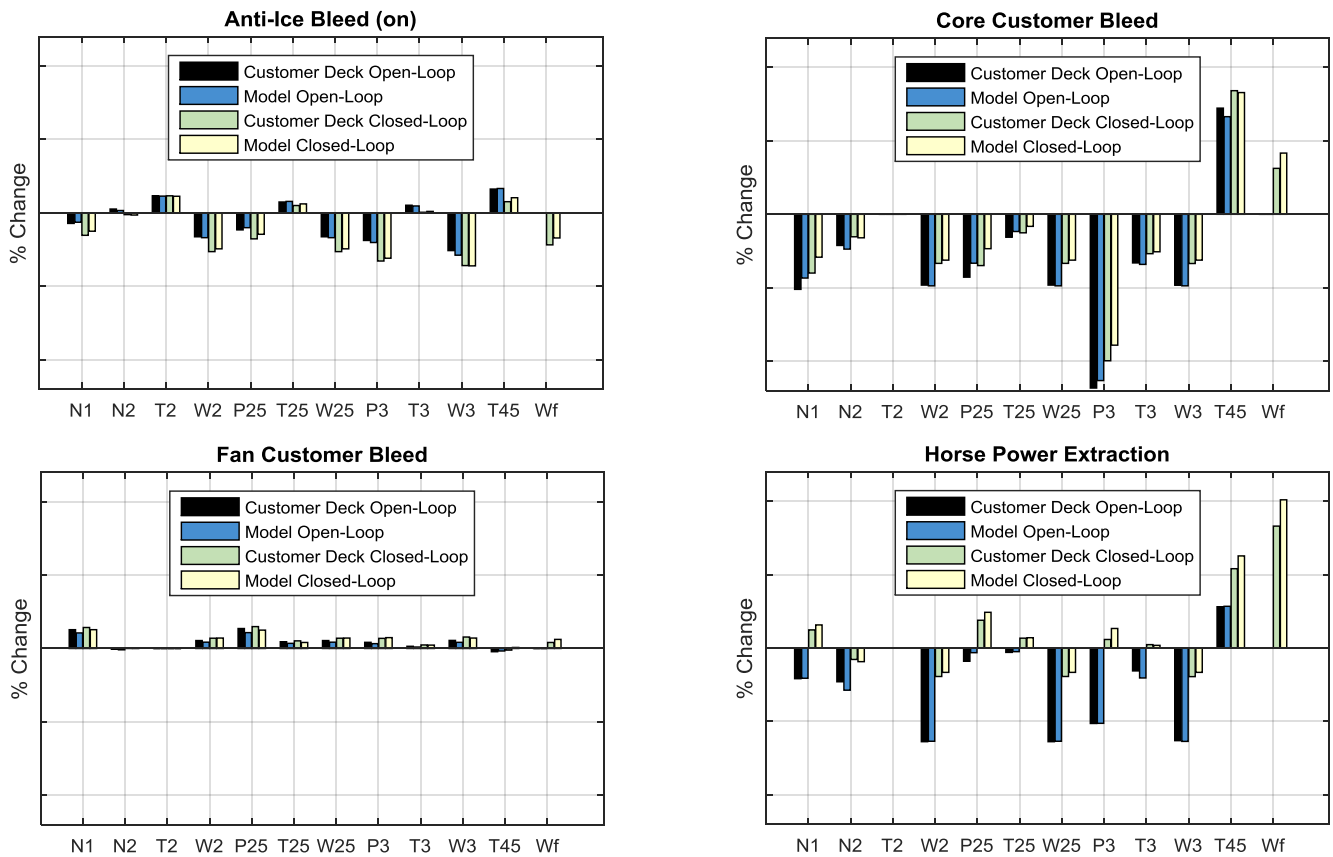 Anti-Ice Bleed (on)
% Change
Customer Deck Open-Loop
Model Open-Loop
Customer Deck Closed-Loop
Model Closed-Loop
N1 N2 T2 W2 P25 T25 W25 P3 T3 W3 T45 Wf
Core Customer Bleed
% Change
Customer Deck Open-Loop
Model Open-Loop
Customer Deck Closed-Loop
Model Closed-Loop
N1 N2 T2 W2 P25 T25 W25 P3 T3 W3 T45 Wf
Fan Customer Bleed
% Change
Customer Deck Open-Loop
Model Open-Loop
Customer Deck Closed-Loop
Model Closed-Loop
N1 N2 T2 W2 P25 T25 W25 P3 T3 W3 T45 Wf
Horse Power Extraction
% Change
Customer Deck Open-Loop
Model Open-Loop
Customer Deck Closed-Loop
Model Closed-Loop
N1 N2 T2 W2 P25 T25 W25 P3 T3 W3 T45 Wf